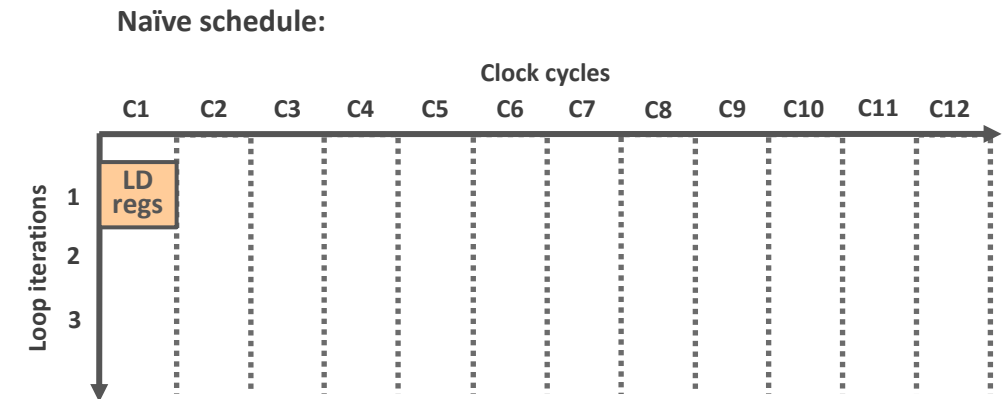 Naïve schedule:
Clock cycles
C1 C2 C3 C4 C5 C6 C7 C8 C9 C10 C11 C12
Loop iterations
1
LD
regs
2
3